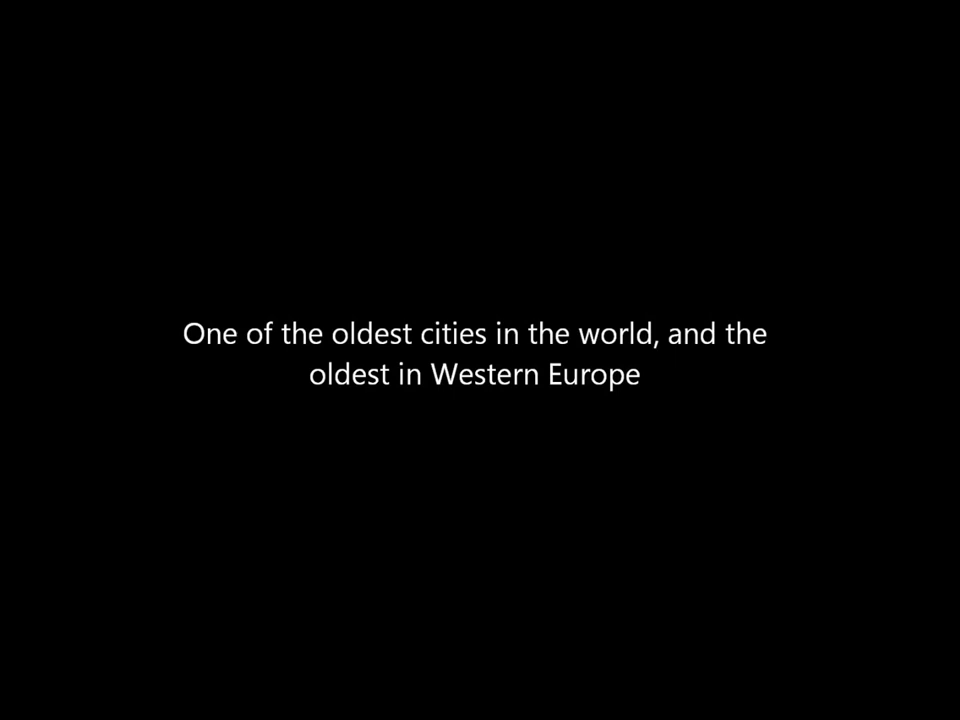 One of the oldest cities in the world, and the
oldest in Western Europe